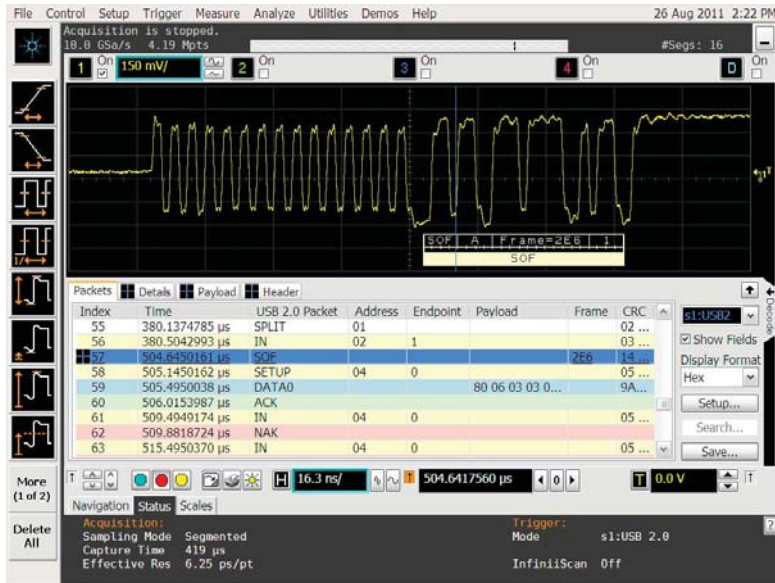 File Control Setup Trigger Measure Analyze Utilities Demos Help 26 Aug 2011 2:22 PM
Acquisition is stopped.
10.0 GSa/s 4.19 Mpts #Segs: 16
1 On 150 mV/ 2 On 3 On 4 On D On
SOF A Frame=2E6 1
SOF
Packets Details Payload Header
Index Time USB 2.0 Packet Address Endpoint Payload Frame CRC
55 380.1374785 µs SPLIT 01 02 ...
56 380.5042993 µs IN 02 1 03 ...
57 504.6450161 µs SOF 2E6 14 ...
58 505.1450162 µs SETUP 04 0 05 ...
59 505.4950038 µs DATA0 80 06 03 03 0... 9A...
60 506.0153987 µs ACK
61 509.4949174 µs IN 04 0 05 ...
62 509.8818724 µs NAK
63 515.4950370 µs IN 04 0 05 ...
s1:USB2
Show Fields
Display Format
Hex
Setup...
Search...
Save...
Decode
More
(1 of 2)
Delete
All
H 16.3 ns/ 504.6417560 µs 0 T 0.0 V
Navigation Status Scales
Acquisition: Trigger:
Sampling Mode Segmented Mode s1:USB 2.0
Capture Time 419 µs
Effective Res 6.25 ps/pt InfiniiScan Off